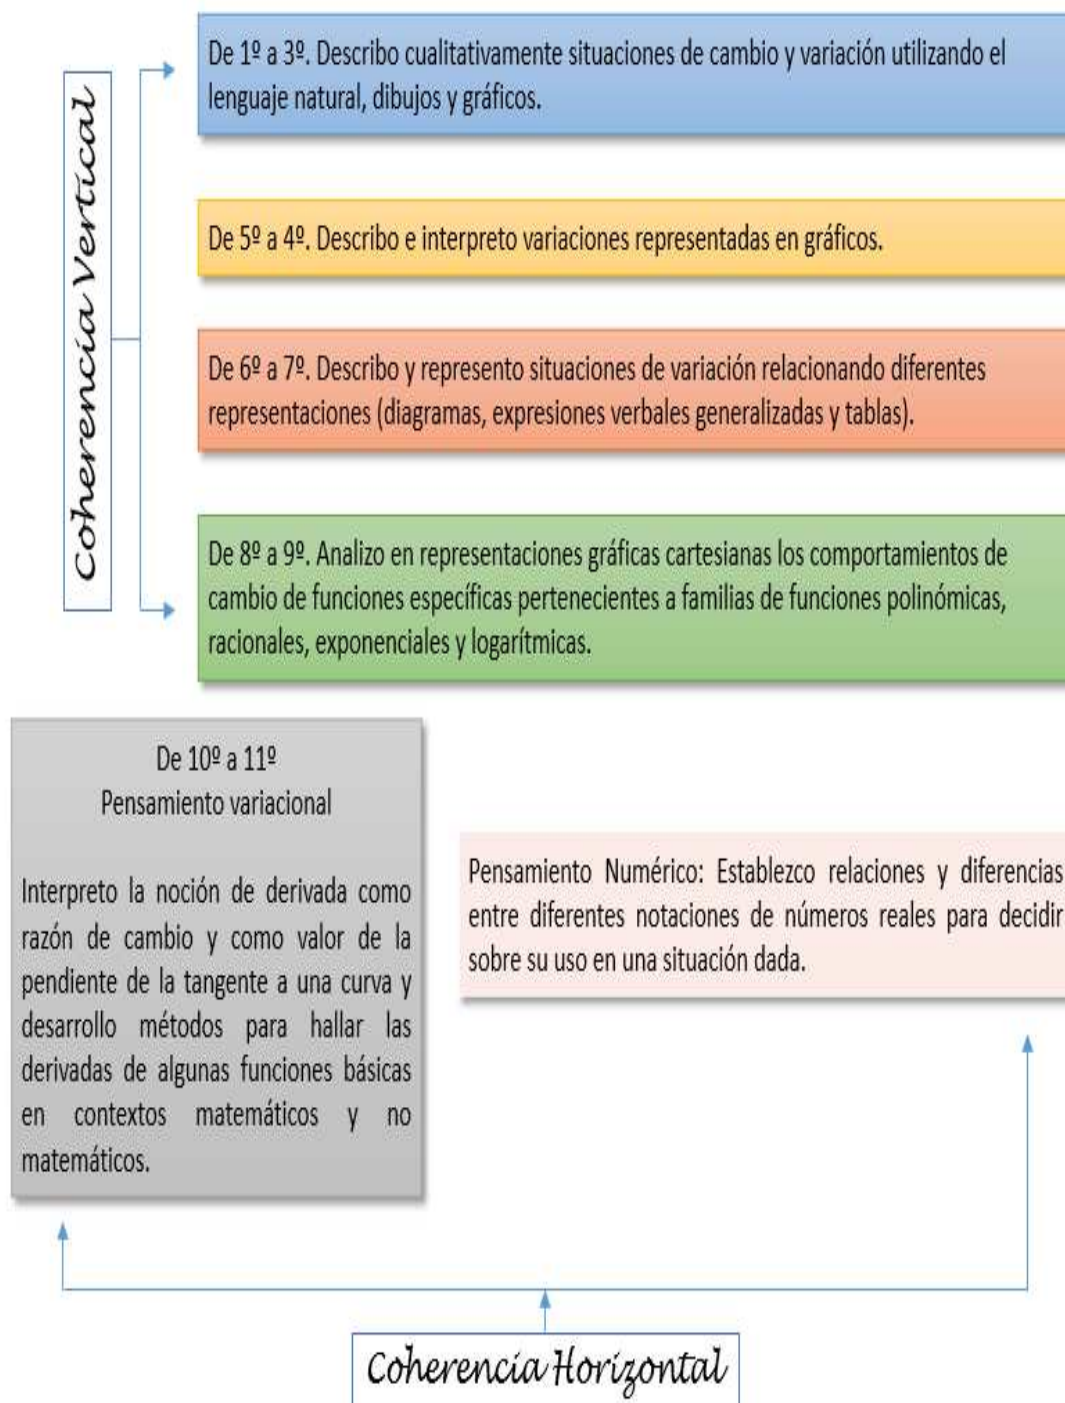 Coherencia Vertical
De 1º a 3º. Describo cualitativamente situaciones de cambio y variación utilizando el
lenguaje natural, dibujos y gráficos.
De 5º a 4º. Describo e interpreto variaciones representadas en gráficos.
De 6º a 7º. Describo y represento situaciones de variación relacionando diferentes
representaciones (diagramas, expresiones verbales generalizadas y tablas).
De 8º a 9º. Analizo en representaciones gráficas cartesianas los comportamientos de
cambio de funciones específicas pertenecientes a familias de funciones polinómicas,
racionales, exponenciales y logarítmicas.
De 10º a 11º
Pensamiento variacional
Interpreto la noción de derivada como
razón de cambio y como valor de la
pendiente de la tangente a una curva y
desarrollo métodos para hallar las
derivadas de algunas funciones básicas
en contextos matemáticos y no
matemáticos.
Pensamiento Numérico: Establezco relaciones y diferencias
entre diferentes notaciones de números reales para decidir
sobre su uso en una situación dada.
Coherencia Horizontal